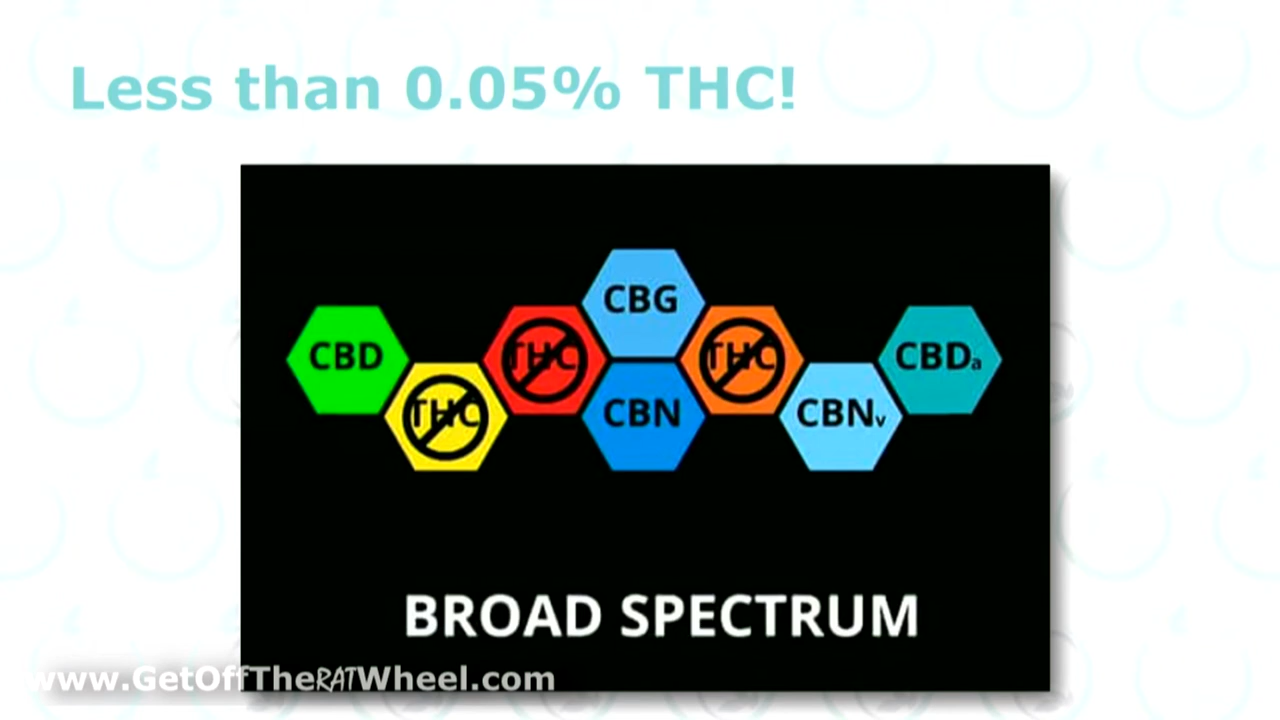 Less than 0.05% THC!
CBG
CBD THC THC CBDa
THC CBN CBNv
BROAD SPECTRUM
www.GetOffTheRATWheel.com